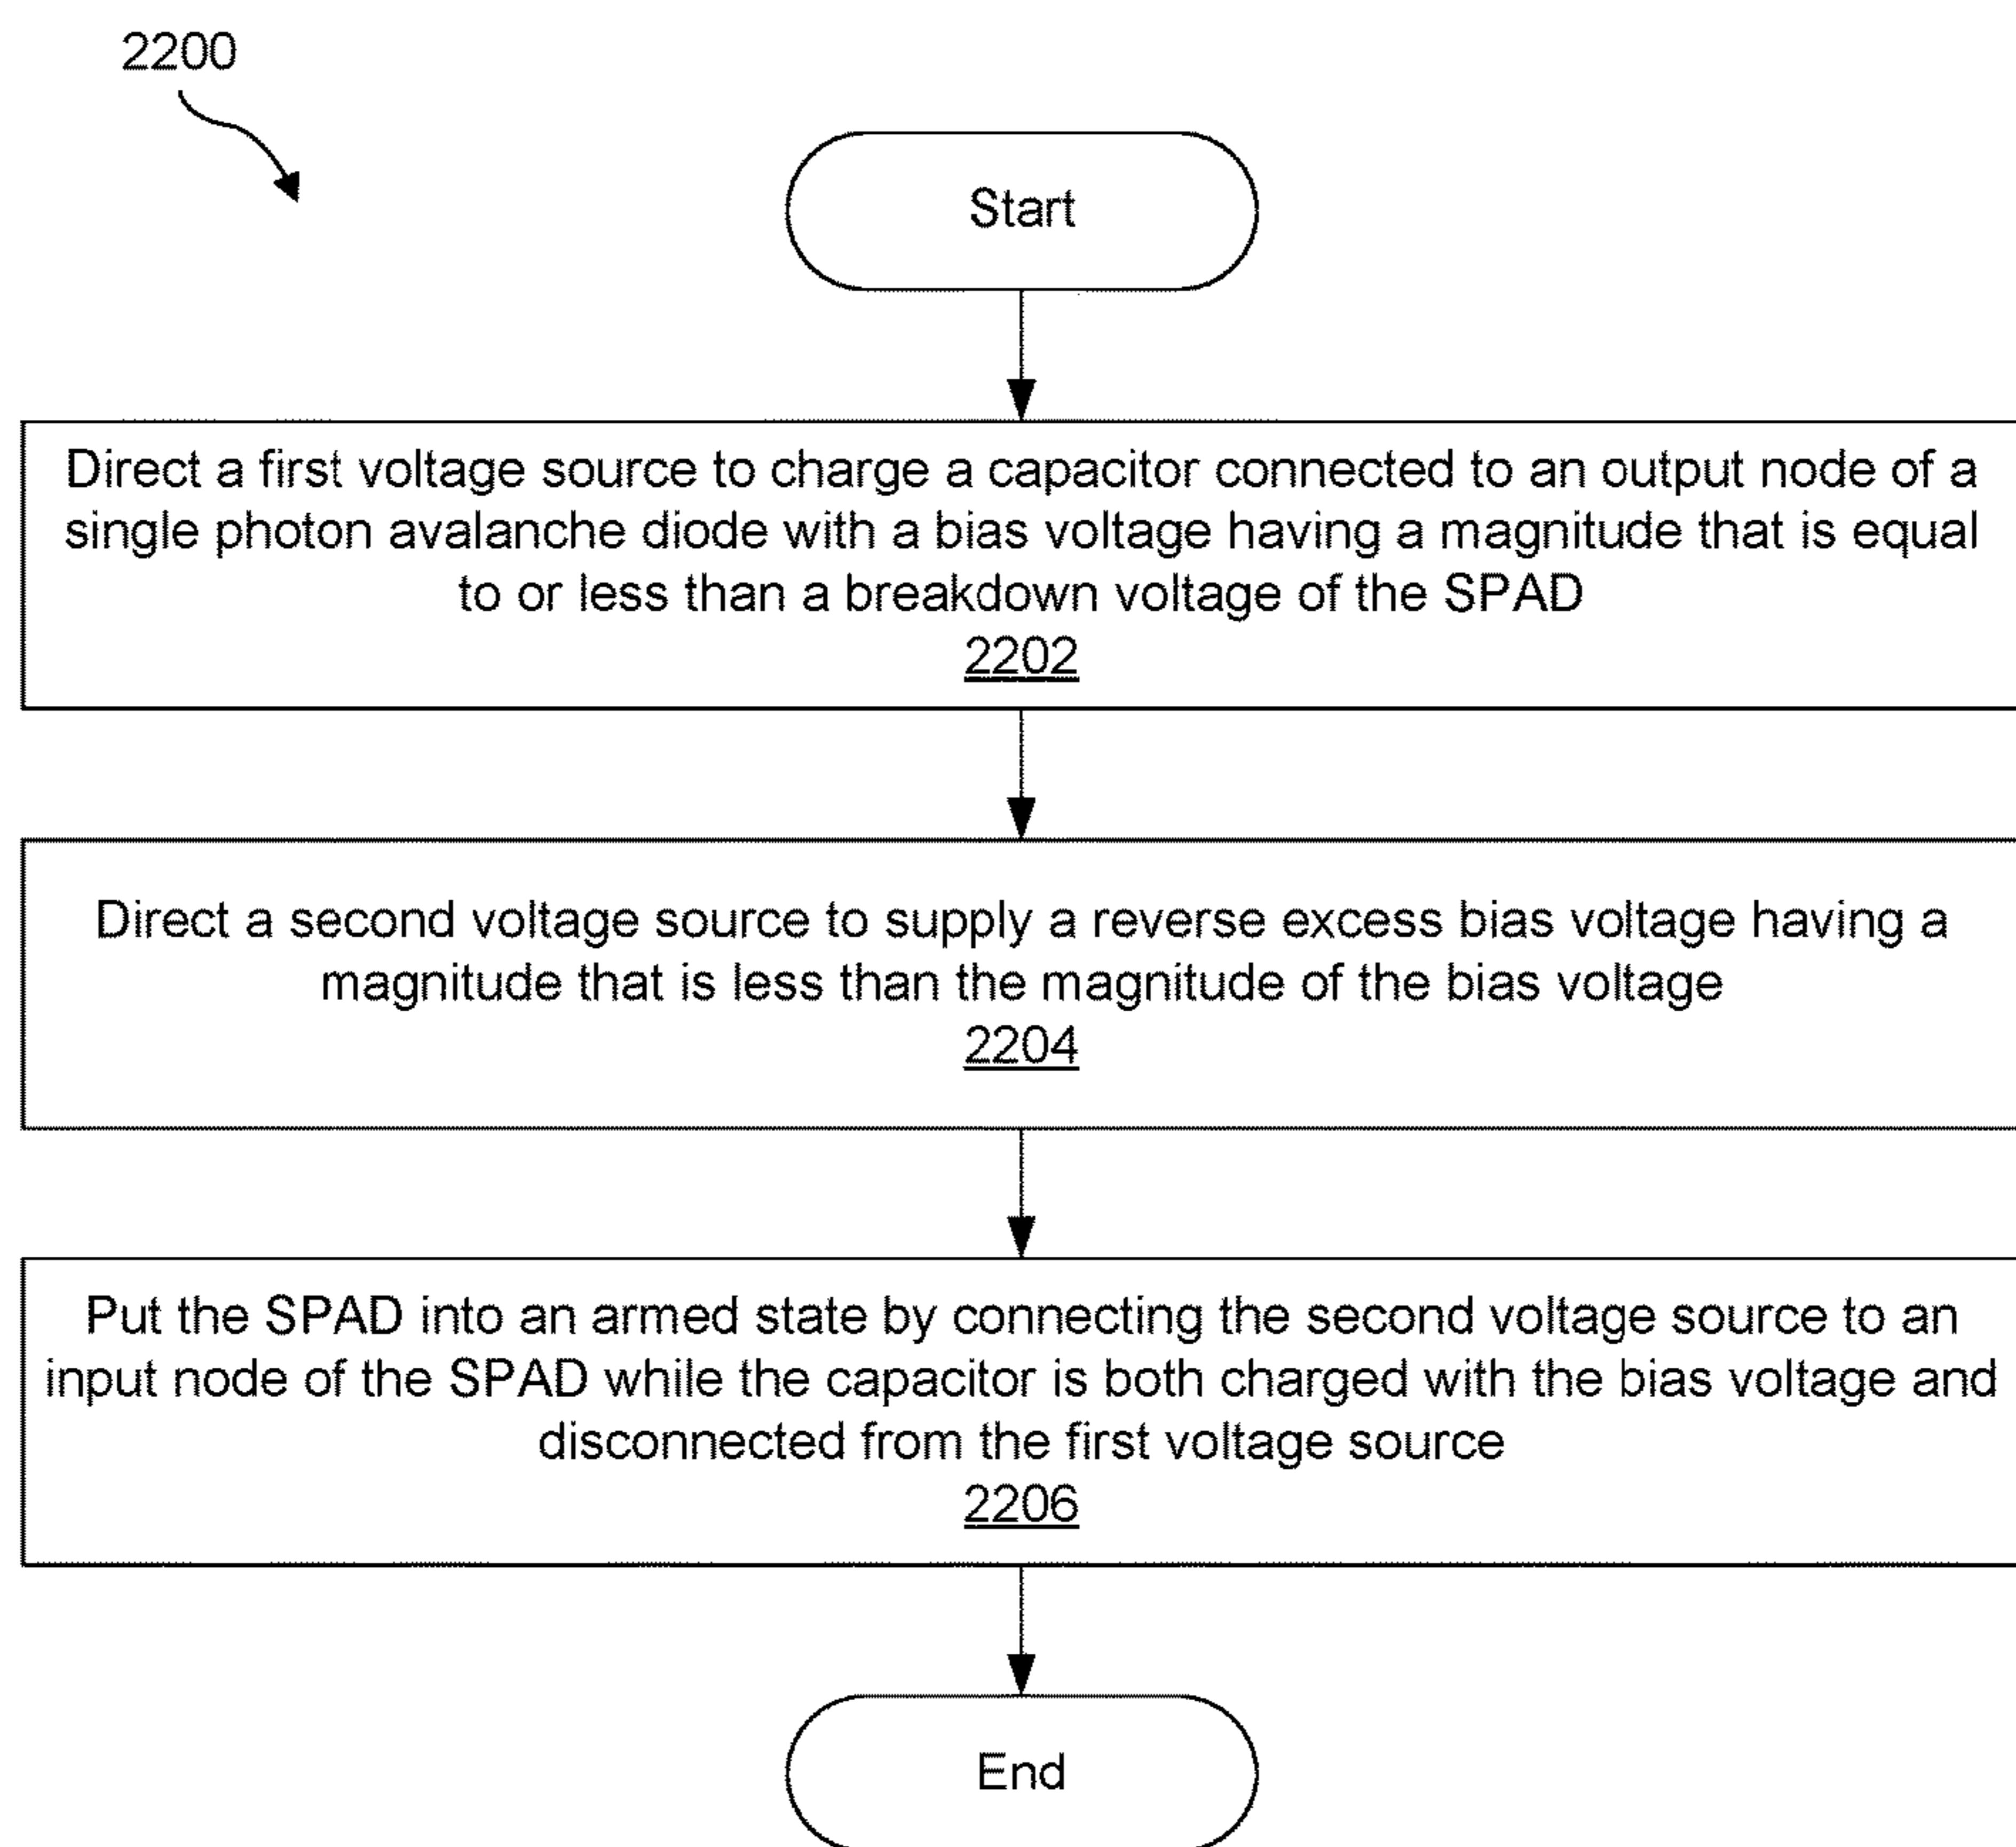 2200
Start
Direct a first voltage source to charge a capacitor connected to an output node of a
single photon avalanche diode with a bias voltage having a magnitude that is equal
to or less than a breakdown voltage of the SPAD
2202
Direct a second voltage source to supply a reverse excess bias voltage having a
magnitude that is less than the magnitude of the bias voltage
2204
Put the SPAD into an armed state by connecting the second voltage source to an
input node of the SPAD while the capacitor is both charged with the bias voltage and
disconnected from the first voltage source
2206
End